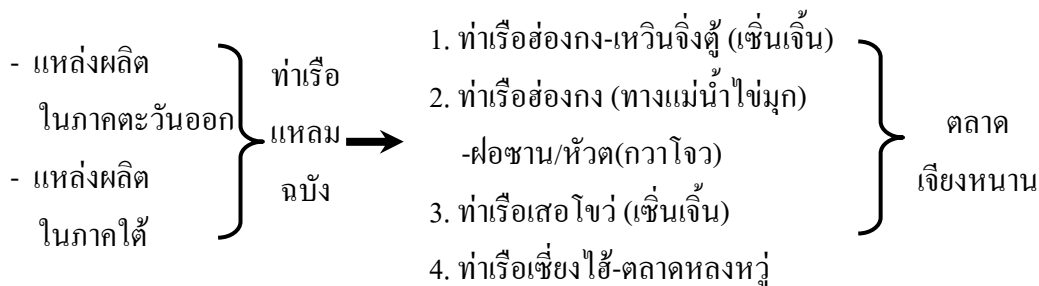 - แหล่งผลิต
ในภาคตะวันออก
- แหล่งผลิต
ในภาคใต้
ท่าเรือ
แหลม
ฉบัง
1. ท่าเรือฮ่องกง-เหวินจิ่งตู้ (เซิ่นเจิ้น)
2. ท่าเรือฮ่องกง (ทางแม่น้ำไข่มุก)
-ฝอซาน/หัวต(กวาโจว)
3. ท่าเรือเสอโขว่ (เซิ่นเจิ้น)
4. ท่าเรือเซี่ยงไฮ้-ตลาดหลงหวู่
ตลาด
เจียงหนาน